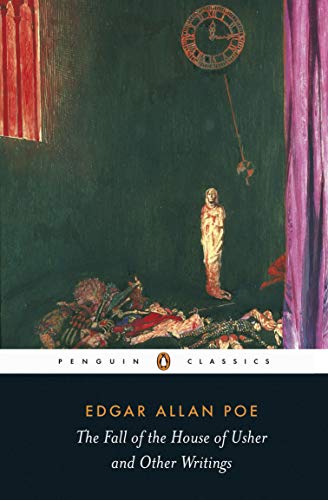 PENGUIN CLASSICS
EDGAR ALLAN POE
The Fall of the House of Usher
and Other Writings